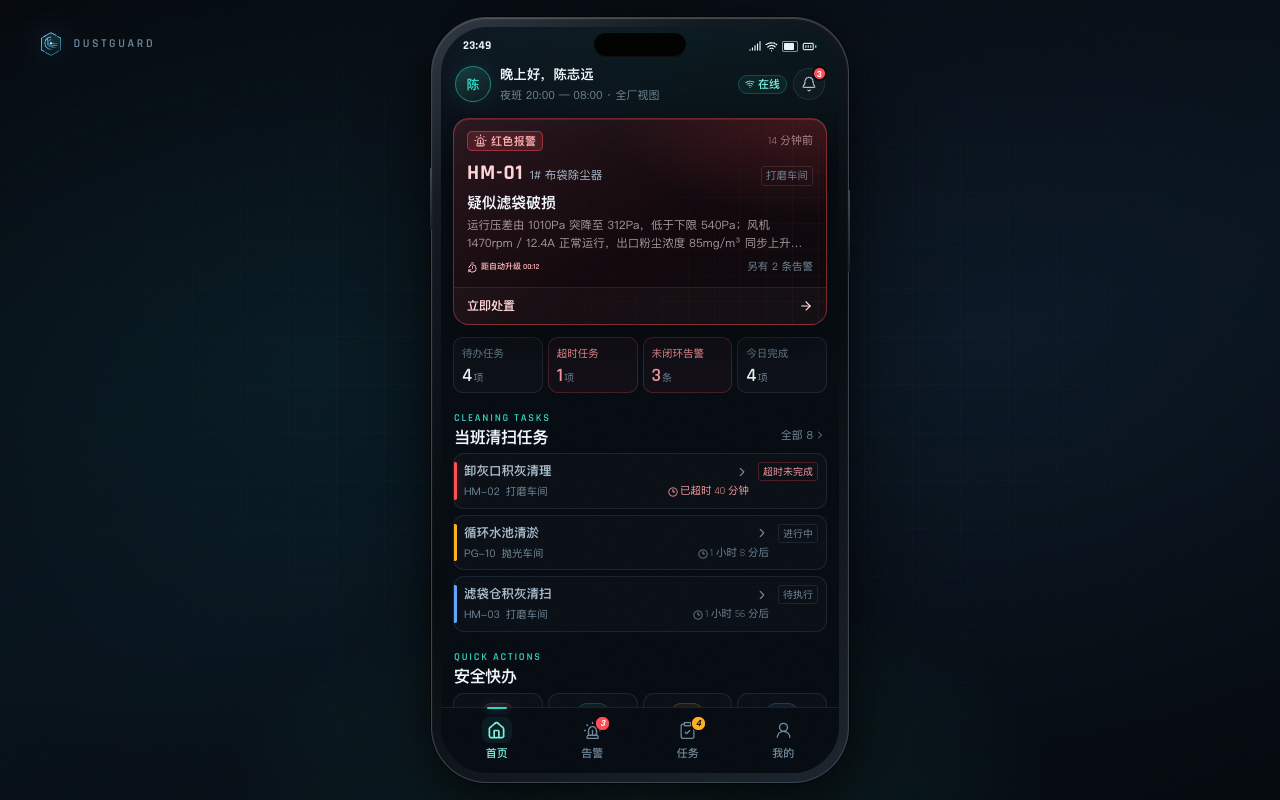 DUSTGUARD
23:49
陈
晚上好，陈志远
夜班 20:00 — 08:00 · 全厂视图
在线
3
红色报警
14 分钟前
HM-01 1# 布袋除尘器
打磨车间
疑似滤袋破损
运行压差由 1010Pa 突降至 312Pa，低于下限 540Pa；风机
1470rpm / 12.4A 正常运行，出口粉尘浓度 85mg/m³ 同步上升…
距自动升级 00:12
另有 2 条告警
立即处置
待办任务
4项
超时任务
1项
未闭环告警
3条
今日完成
4项
CLEANING TASKS
当班清扫任务
全部 8
卸灰口积灰清理
超时未完成
HM-02 打磨车间
已超时 40 分钟
循环水池清淤
进行中
PG-10 抛光车间
1 小时 8 分后
滤袋仓积灰清扫
待执行
HM-03 打磨车间
1 小时 56 分后
QUICK ACTIONS
安全快办
首页
3
告警
4
任务
我的